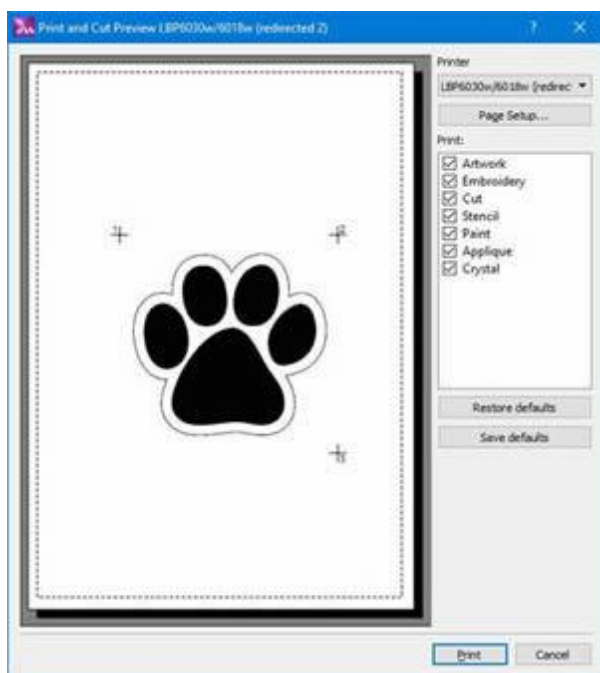 Print and Cut Preview LBP6030w/6018w (redirected 2)
?
Printer
LBP6030w/6018w (redirec
Page Setup...
Print:
Artwork
Embroidery
Cut
Stencil
Paint
Applique
Crystal
Restore defaults
Save defaults
Print
Cancel